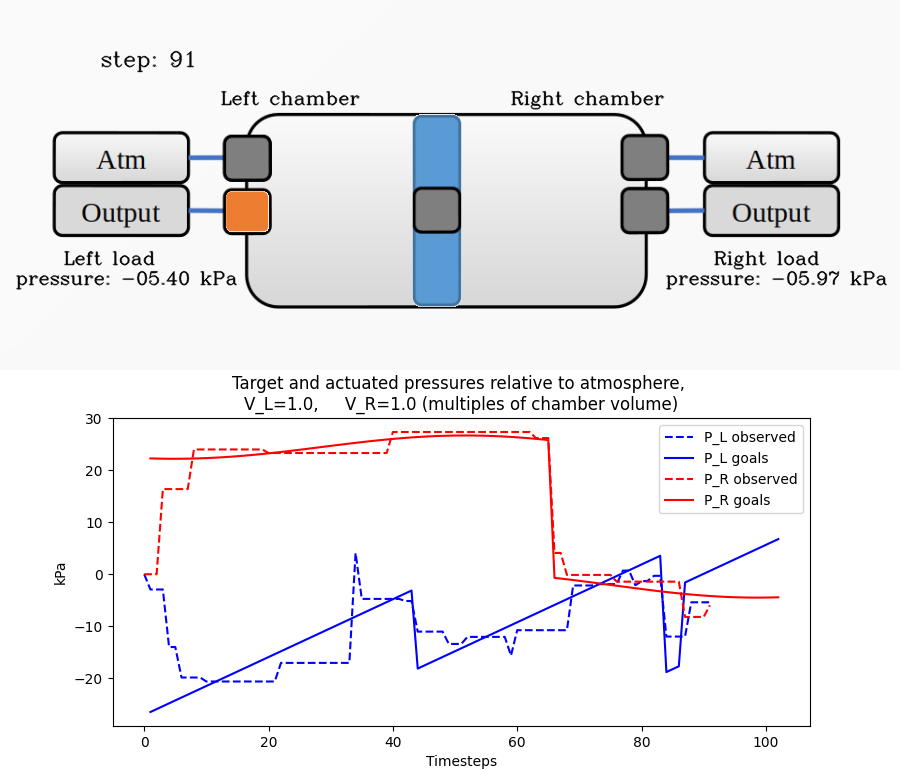 step: 91
Left chamber
Right chamber
Atm
Atm
Output
Output
Left load
pressure: −05.40 kPa
Right load
pressure: −05.97 kPa
Target and actuated pressures relative to atmosphere,
V_L=1.0, V_R=1.0 (multiples of chamber volume)
30
20
10
0
−10
−20
kPa
P_L observed
P_L goals
P_R observed
P_R goals
0
20
40
60
80
100
Timesteps